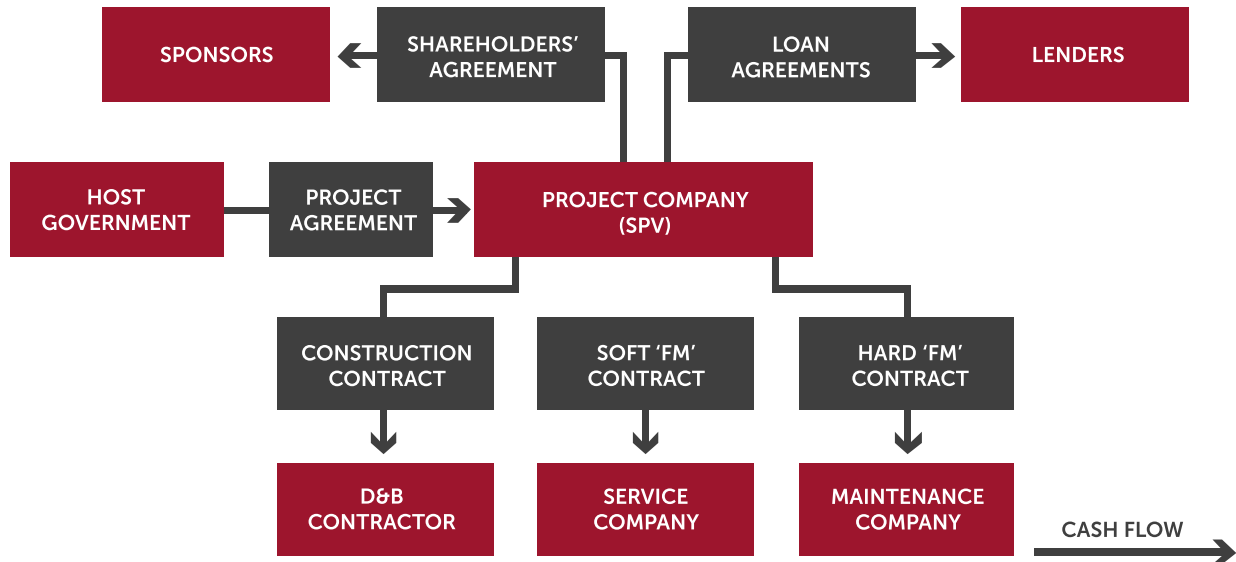 SPONSORS
SHAREHOLDERS’
AGREEMENT
LOAN
AGREEMENTS
LENDERS
HOST
GOVERNMENT
PROJECT
AGREEMENT
PROJECT COMPANY
(SPV)
CONSTRUCTION
CONTRACT
SOFT ‘FM’
CONTRACT
HARD ‘FM’
CONTRACT
D&B
CONTRACTOR
SERVICE
COMPANY
MAINTENANCE
COMPANY
CASH FLOW